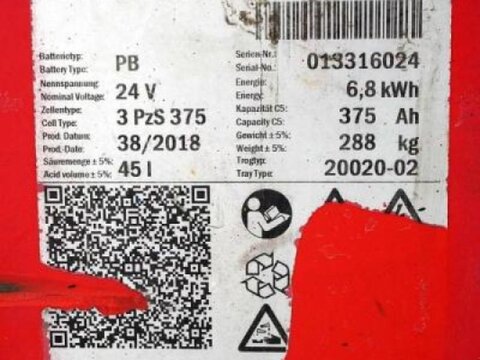 Batterietyp:
Battery Type: PB
Nennspannung:
Nominal Voltage: 24 V
Zellentype:
Cell Type: 3 PzS 375
Prod. Datum:
Prod.-Date: 38/2018
Säuremenge ± 5%:
Acid volume ± 5%: 45 l
Serien-Nr.:
Serial-No.: 013316024
Energie:
Energy: 6,8 kWh
Kapazität C5:
Capacity C5: 375 Ah
Gewicht ± 5%:
Weight ± 5%: 288 kg
Trogtyp:
Tray Type 20020-02